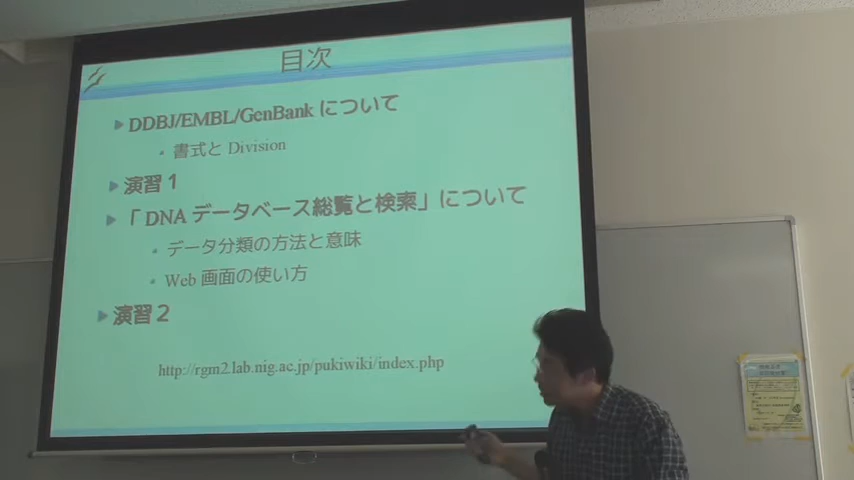 目次
DDBJ/EMBL/GenBank について
書式と Division
演習１
「 DNA データベース総覧と検索」について
データ分類の方法と意味
Web 画面の使い方
演習２
http://rgm2.lab.nig.ac.jp/pukiwiki/index.php